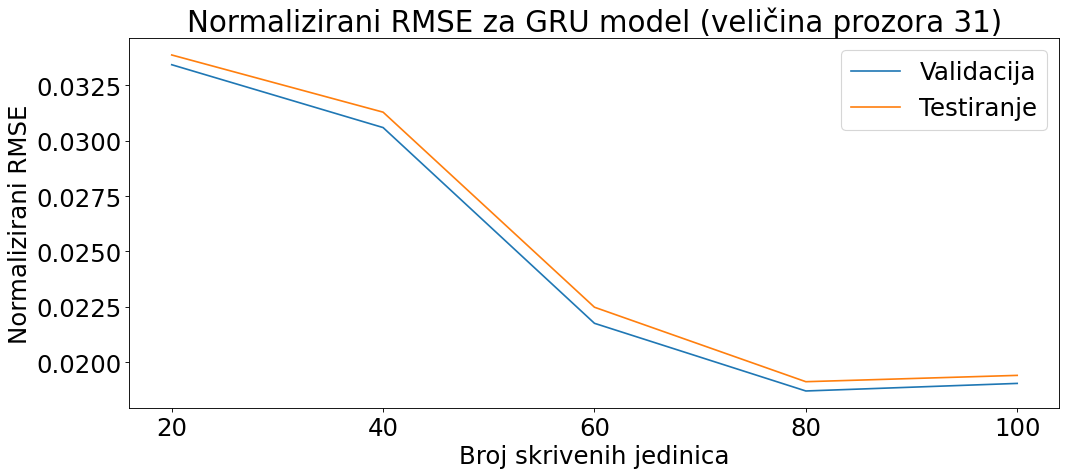 Normalizirani RMSE za GRU model (veličina prozora 31)
Validacija
Testiranje
Normalizirani RMSE
0.0325
0.0300
0.0275
0.0250
0.0225
0.0200
20 40 60 80 100
Broj skrivenih jedinica